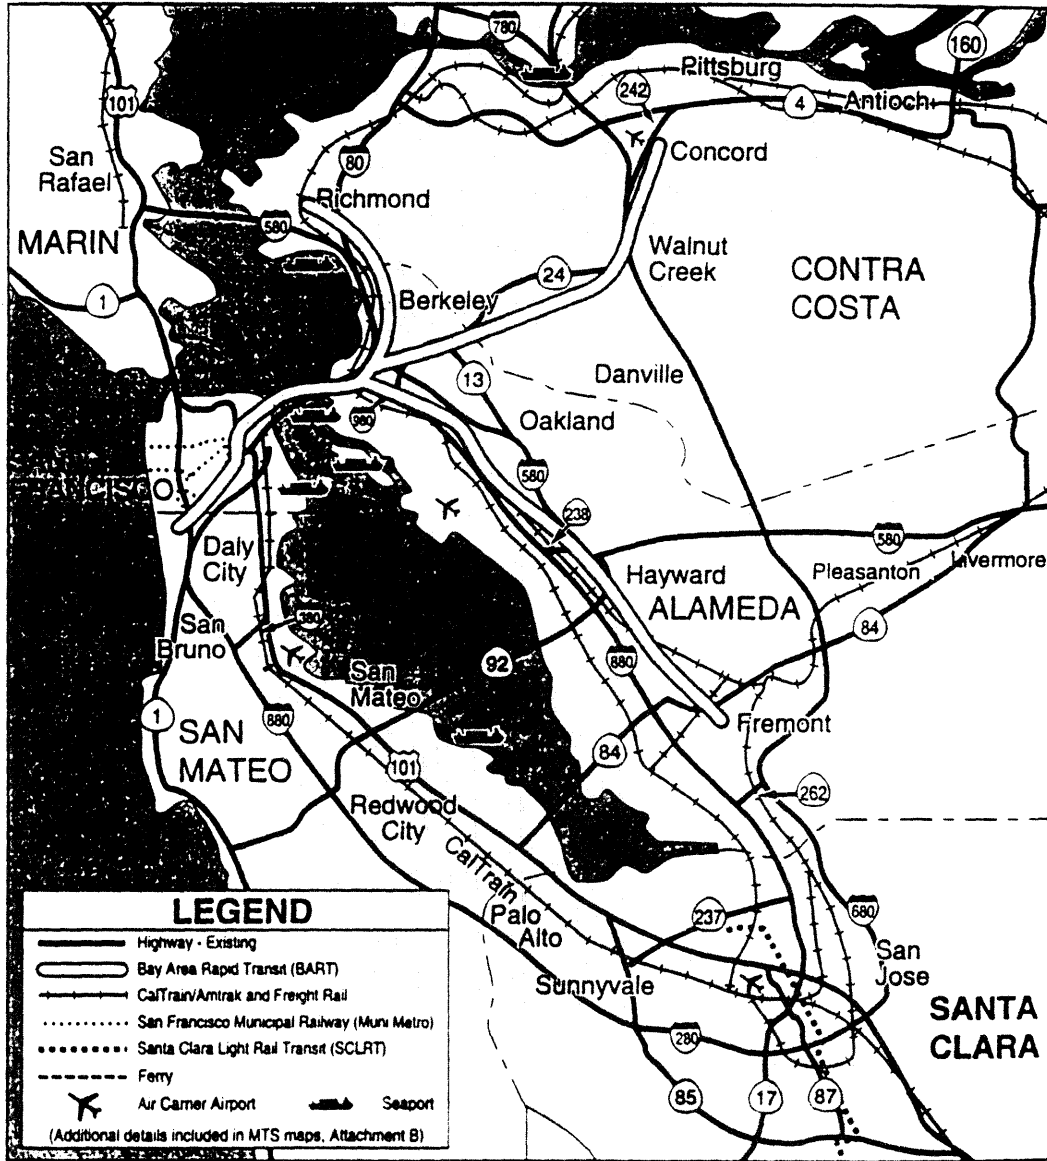 780
160
Pittsburg
242
101
4
Antioch
San
Rafael
80
Concord
Richmond
MARIN
580
Walnut
Creek
CONTRA
COSTA
24
1
Berkeley
13
Danville
980
Oakland
580
238
580
Daly
City
Hayward
Pleasanton
Livermore
ALAMEDA
San
Bruno
380
84
92
880
San
Mateo
1
880
Fremont
SAN
MATEO
84
101
262
Redwood
City
CalTrain
237
680
Palo
Alto
San
Jose
Sunnyvale
SANTA
CLARA
280
85
17
87
LEGEND
Highway - Existing
Bay Area Rapid Transit (BART)
CalTrain/Amtrak and Freight Rail
San Francisco Municipal Railway (Muni Metro)
Santa Clara Light Rail Transit (SCLRT)
Ferry
Air Carrier Airport Seaport
(Additional details included in MTS maps, Attachment B)